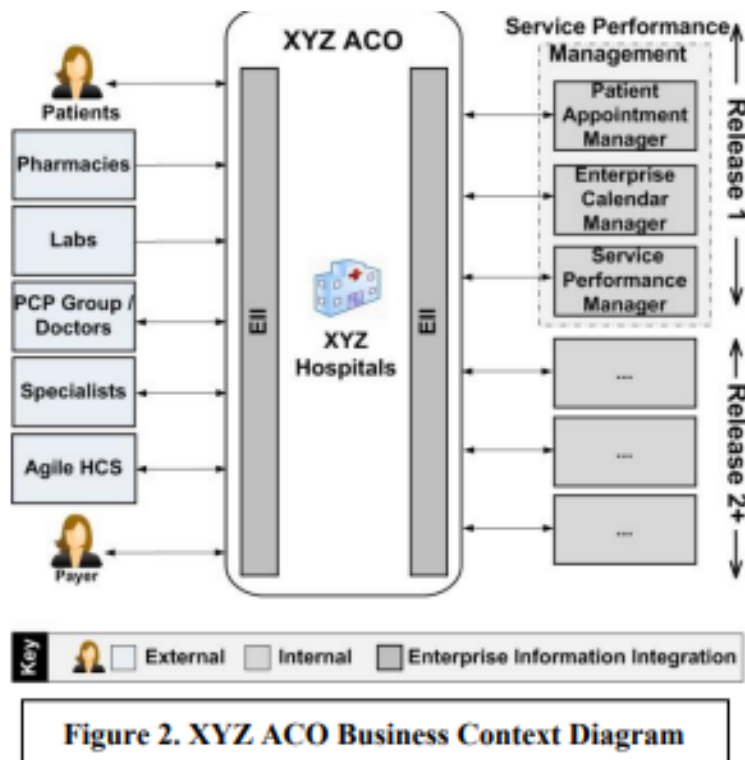 XYZ ACO
Service Performance
Management
Patients
Pharmacies
Labs
PCP Group /
Doctors
Specialists
Agile HCS
Payer
EII
XYZ
Hospitals
EII
Patient
Appointment
Manager
Enterprise
Calendar
Manager
Service
Performance
Manager
...
...
...
Release 1
Release 2+
Key
External
Internal
Enterprise Information Integration
Figure 2. XYZ ACO Business Context Diagram